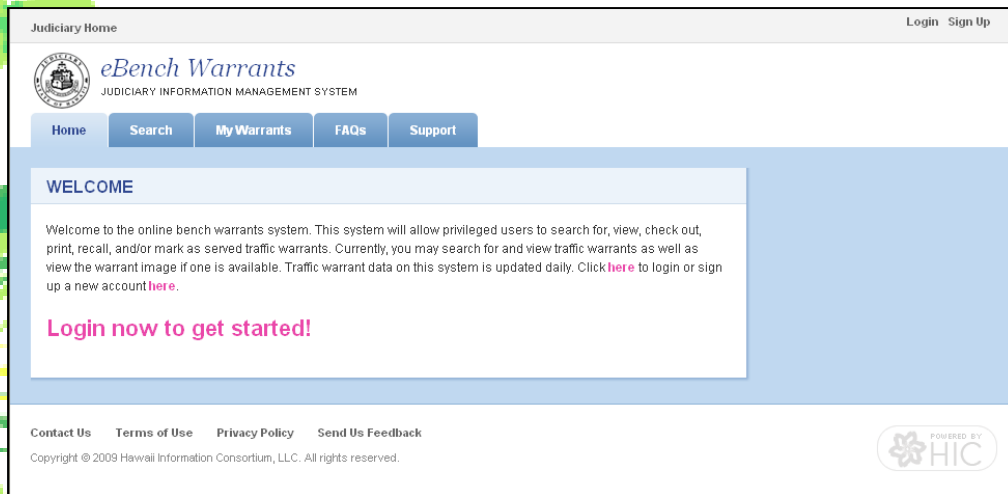 Judiciary Home
Login Sign Up
eBench Warrants
JUDICIARY INFORMATION MANAGEMENT SYSTEM
Home Search My Warrants FAQs Support
WELCOME
Welcome to the online bench warrants system. This system will allow privileged users to search for, view, check out,
print, recall, and/or mark as served traffic warrants. Currently, you may search for and view traffic warrants as well as
view the warrant image if one is available. Traffic warrant data on this system is updated daily. Click here to login or sign
up a new account here.
Login now to get started!
Contact Us Terms of Use Privacy Policy Send Us Feedback
Copyright © 2009 Hawaii Information Consortium, LLC. All rights reserved.
POWERED BY
HIC